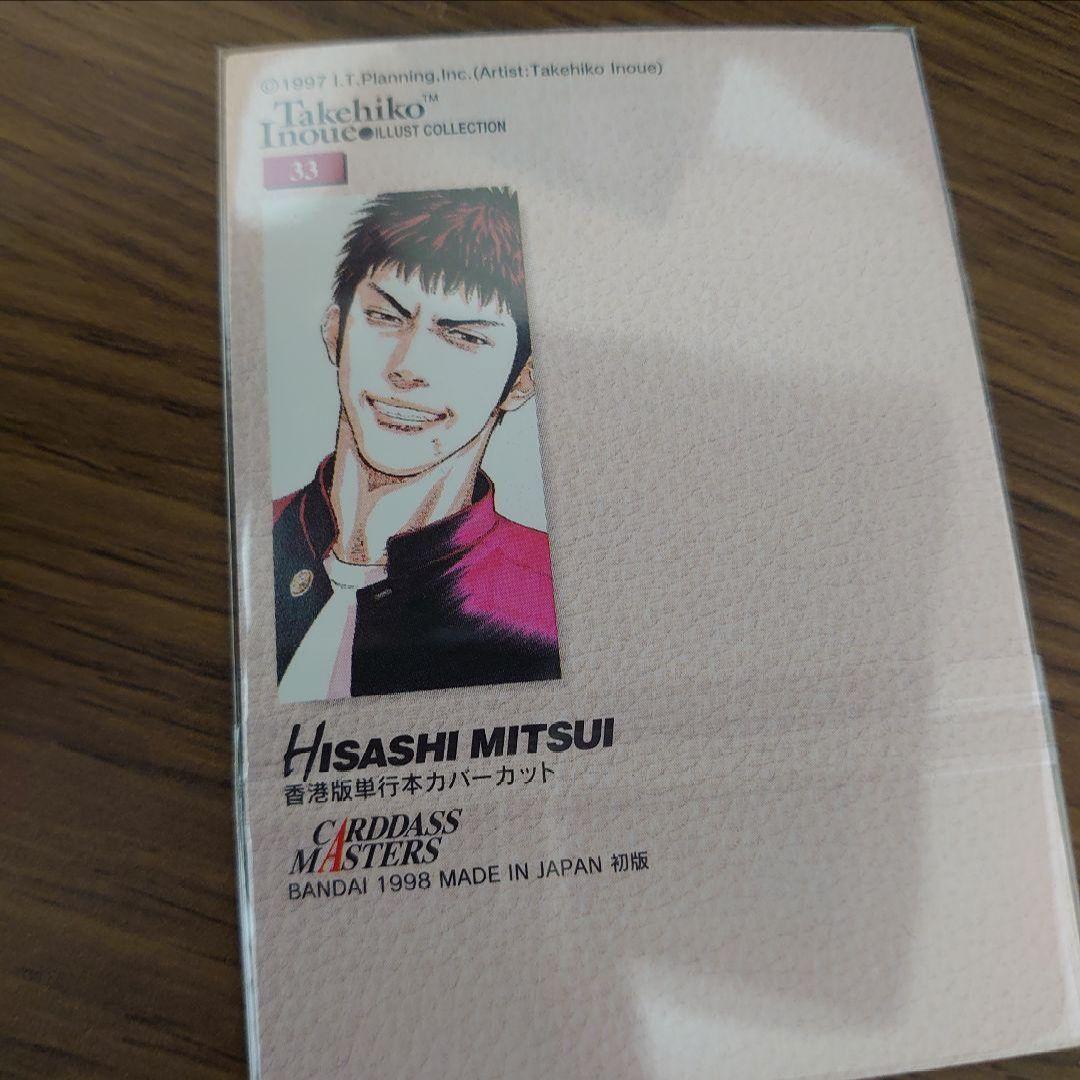 ©1997 I.T.Planning,Inc.(Artist:Takehiko Inoue)
Takehiko™
Inoue●ILLUST COLLECTION
33
HISASHI MITSUI
香港版単行本カバーカット
CARDDASS
MASTERS
BANDAI 1998 MADE IN JAPAN 初版